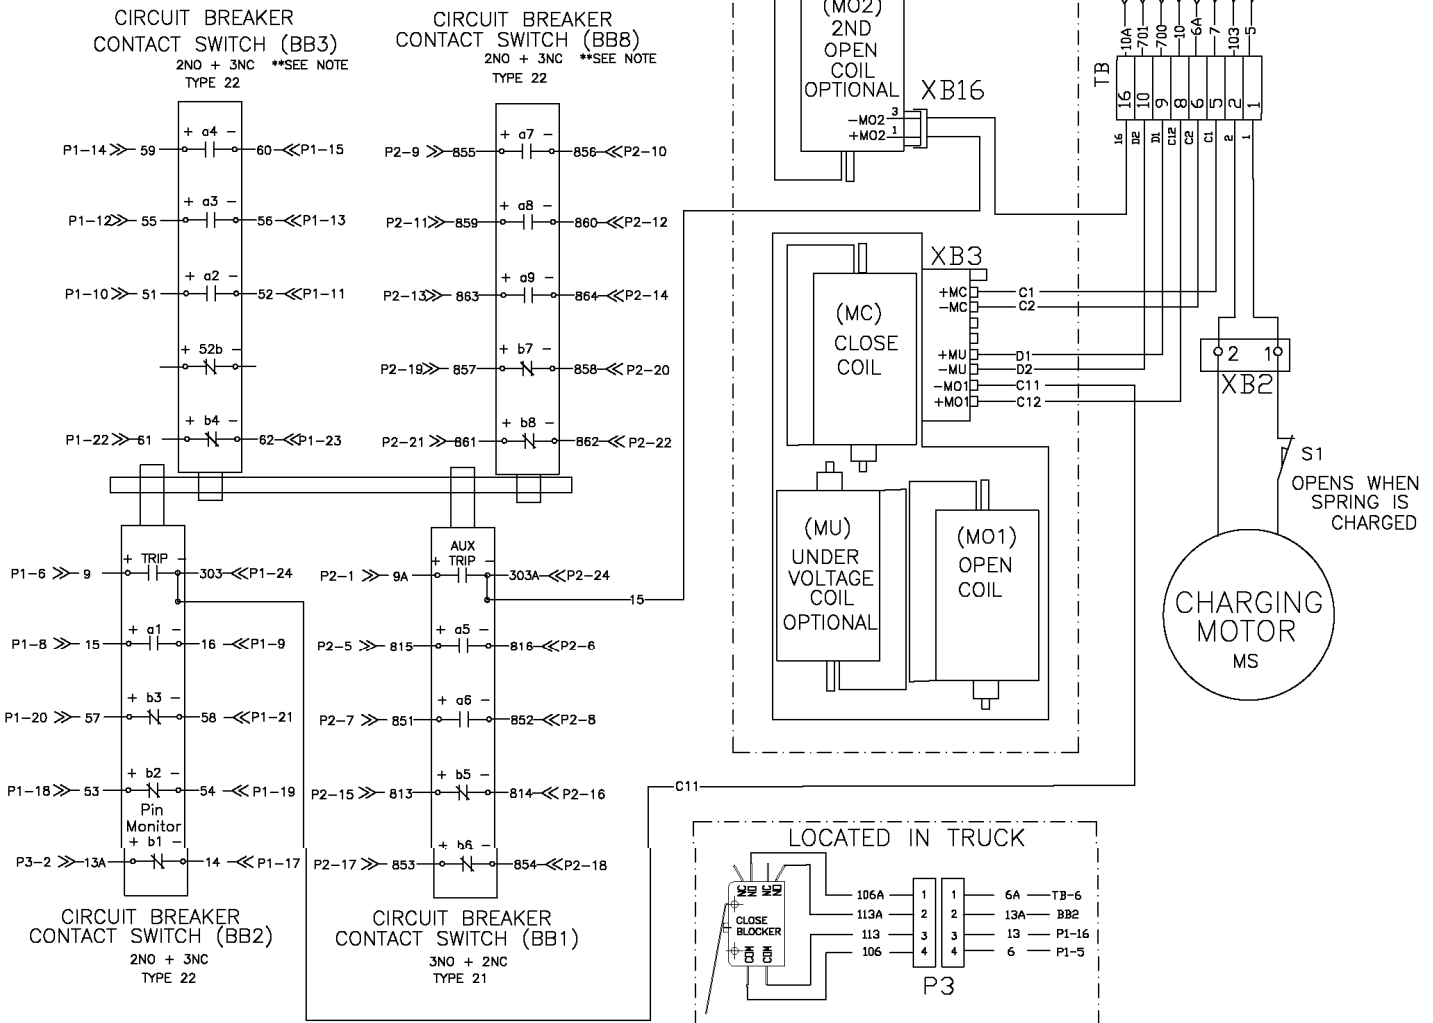 CIRCUIT BREAKER
CONTACT SWITCH (BB3)
2NO + 3NC **SEE NOTE
TYPE 22
+ a4 -
P1-14 59 60 P1-15
+ a3 -
P1-12 55 56 P1-13
+ a2 -
P1-10 51 52 P1-11
+ 52b -
+ b4 -
P1-22 61 62 P1-23
CIRCUIT BREAKER
CONTACT SWITCH (BB8)
2NO + 3NC **SEE NOTE
TYPE 22
+ a7 -
P2-9 855 856 P2-10
+ a8 -
P2-11 859 860 P2-12
+ a9 -
P2-13 863 864 P2-14
+ b7 -
P2-19 857 858 P2-20
+ b8 -
P2-21 861 862 P2-22
+ TRIP -
P1-6 9 303 P1-24
+ a1 -
P1-8 15 16 P1-9
+ b3 -
P1-20 57 58 P1-21
+ b2 -
P1-18 53 54 P1-19
Pin
Monitor
+ b1 -
P3-2 13A 14 P1-17
CIRCUIT BREAKER
CONTACT SWITCH (BB2)
2NO + 3NC
TYPE 22
AUX
+ TRIP -
P2-1 9A 303A P2-24
15
+ a5 -
P2-5 815 816 P2-6
+ a6 -
P2-7 851 852 P2-8
+ b5 -
P2-15 813 814 P2-16
+ b6 -
P2-17 853 854 P2-18
CIRCUIT BREAKER
CONTACT SWITCH (BB1)
3NO + 2NC
TYPE 21
(MO2)
2ND
OPEN
COIL
OPTIONAL
XB16
-MO2 3
+MO2 1
10A 701 700 10 6A 7 103 5
TB
16 10 9 8 6 5 2 1
16 D2 D1 C12 C2 C1 2 1
XB3
+MC C1
-MC C2
+MU D1
-MU D2
-MO1 C11
+MO1 C12
(MC)
CLOSE
COIL
(MU)
UNDER
VOLTAGE
COIL
OPTIONAL
(MO1)
OPEN
COIL
2 1
XB2
S1
OPENS WHEN
SPRING IS
CHARGED
CHARGING
MOTOR
MS
C11
LOCATED IN TRUCK
NC NO NC NO
CLOSE
BLOCKER
COM COM
106A 1 1 6A TB-6
113A 2 2 13A BB2
113 3 3 13 P1-16
106 4 4 6 P1-5
P3